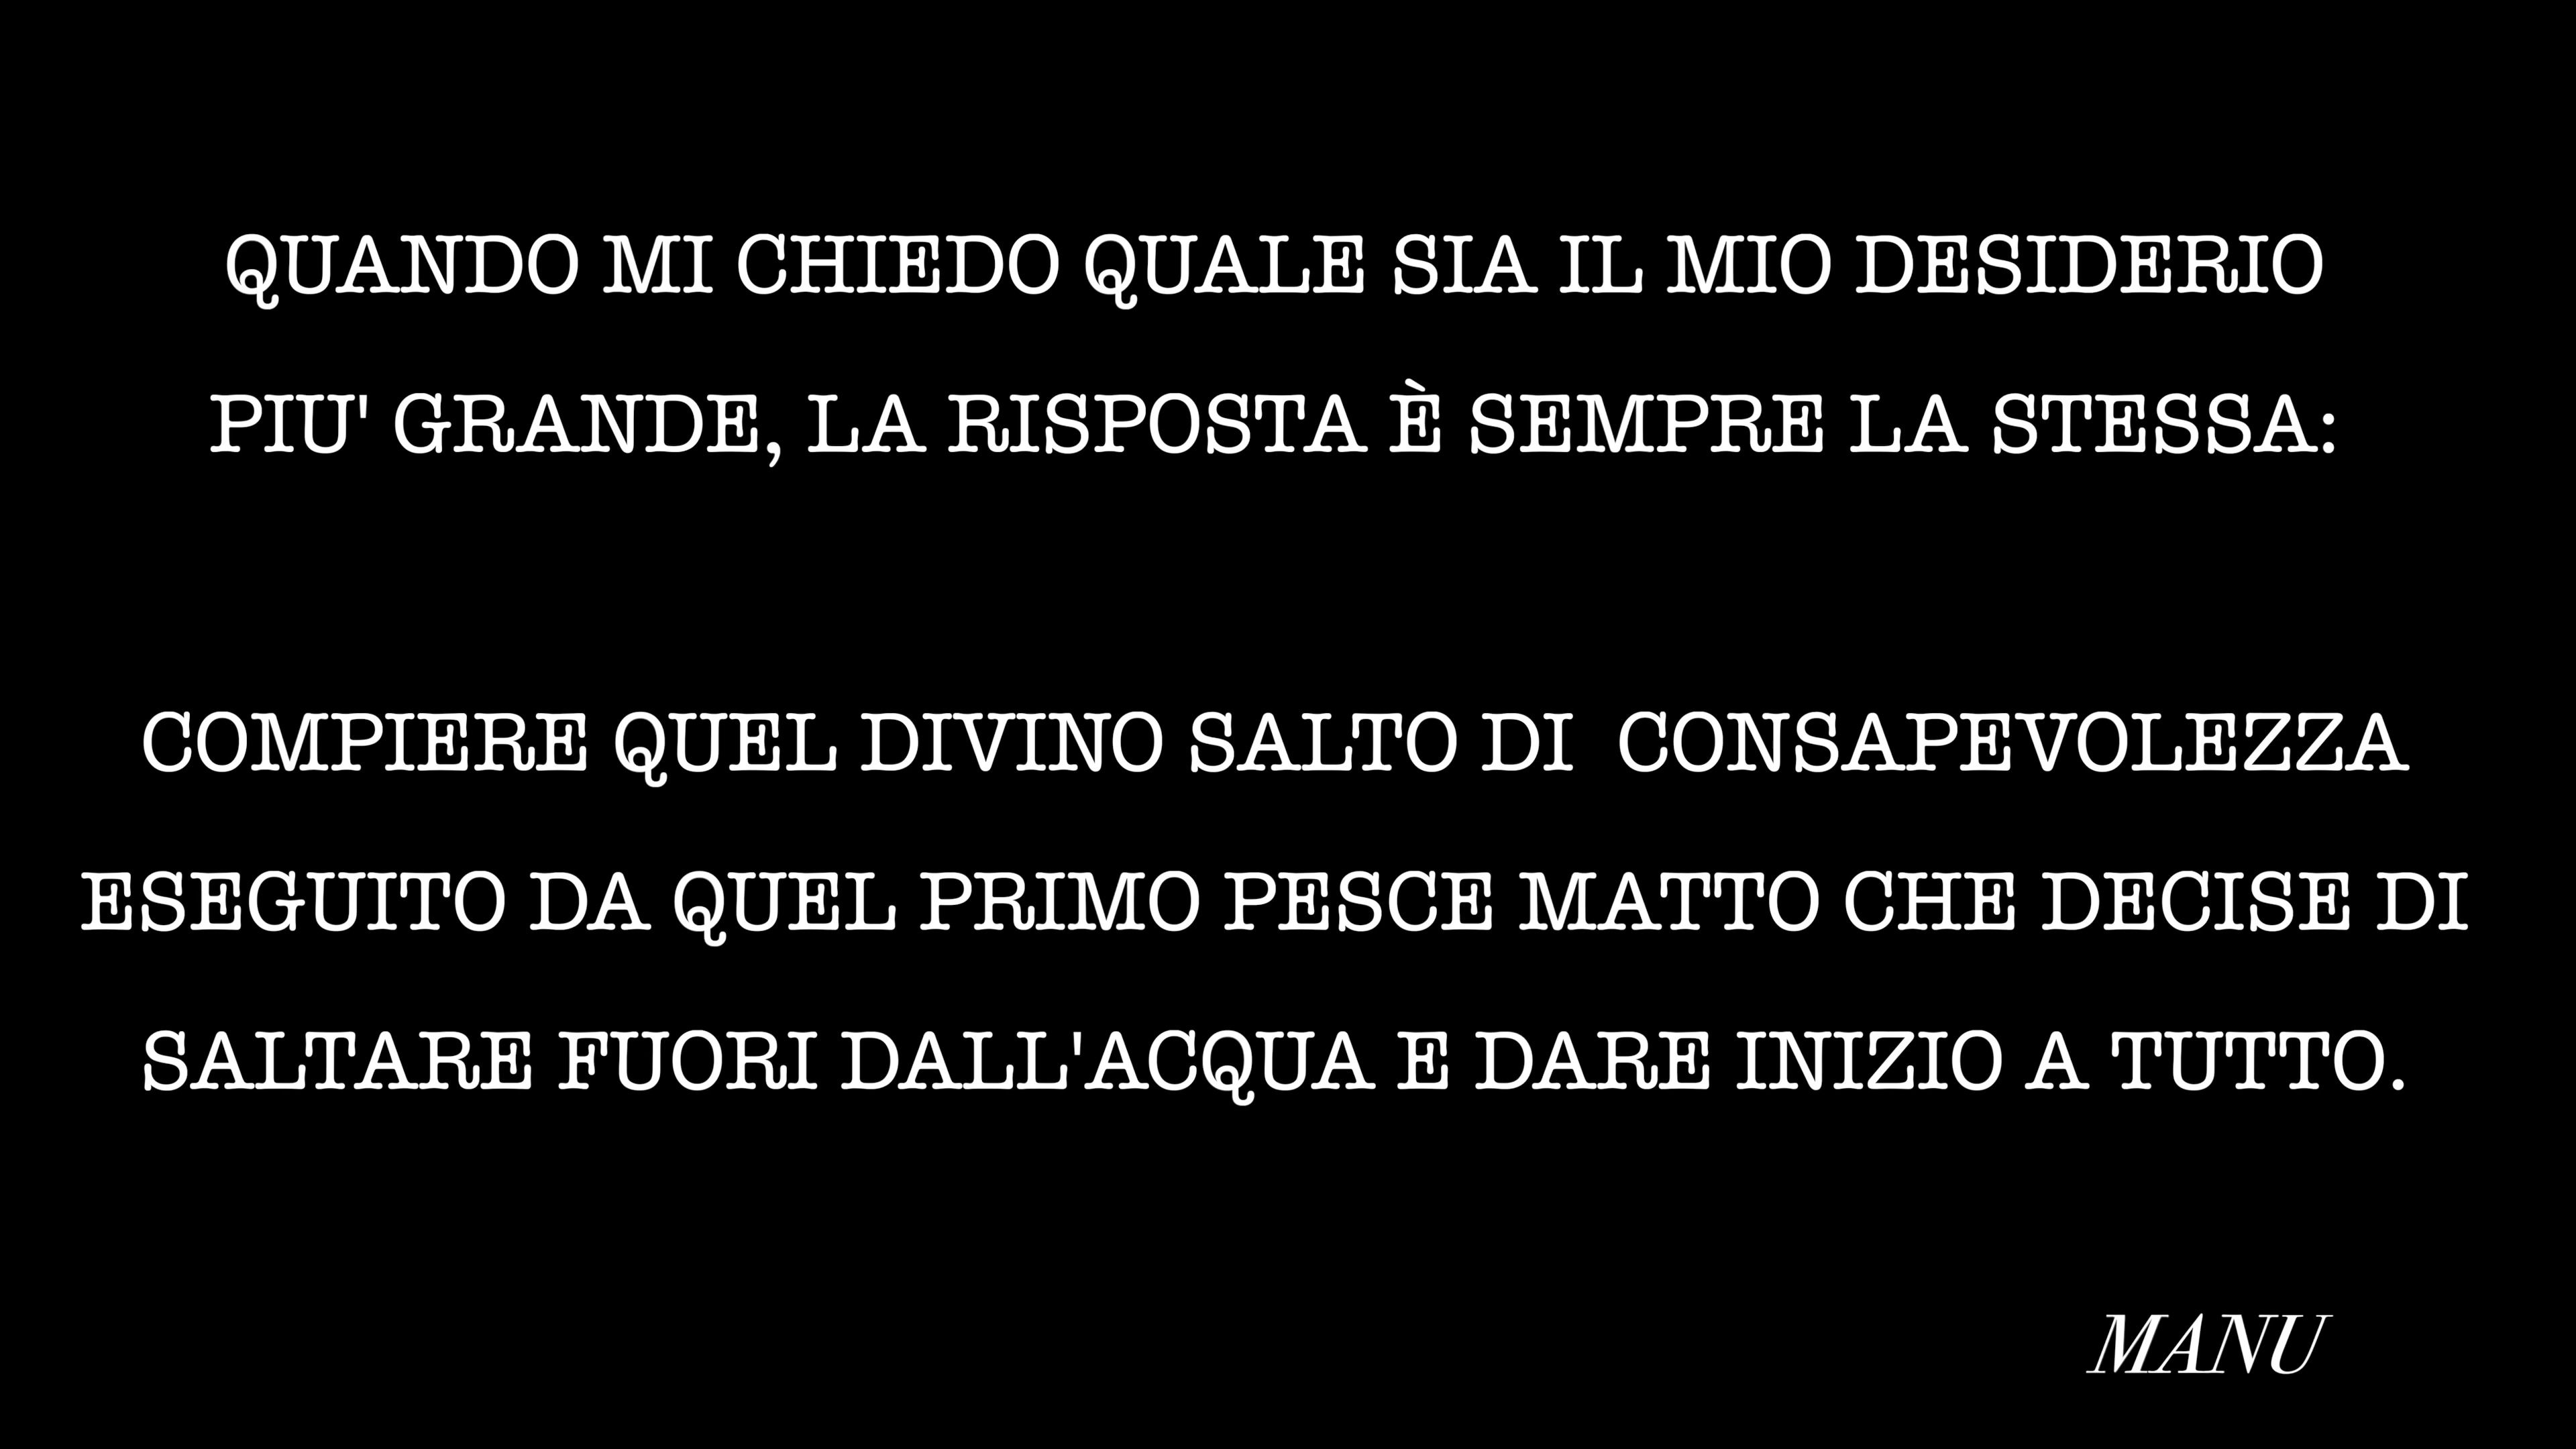 QUANDO MI CHIEDO QUALE SIA IL MIO DESIDERIO
PIU' GRANDE, LA RISPOSTA È SEMPRE LA STESSA:
COMPIERE QUEL DIVINO SALTO DI  CONSAPEVOLEZZA
ESEGUITO DA QUEL PRIMO PESCE MATTO CHE DECISE DI
SALTARE FUORI DALL'ACQUA E DARE INIZIO A TUTTO.
MANU